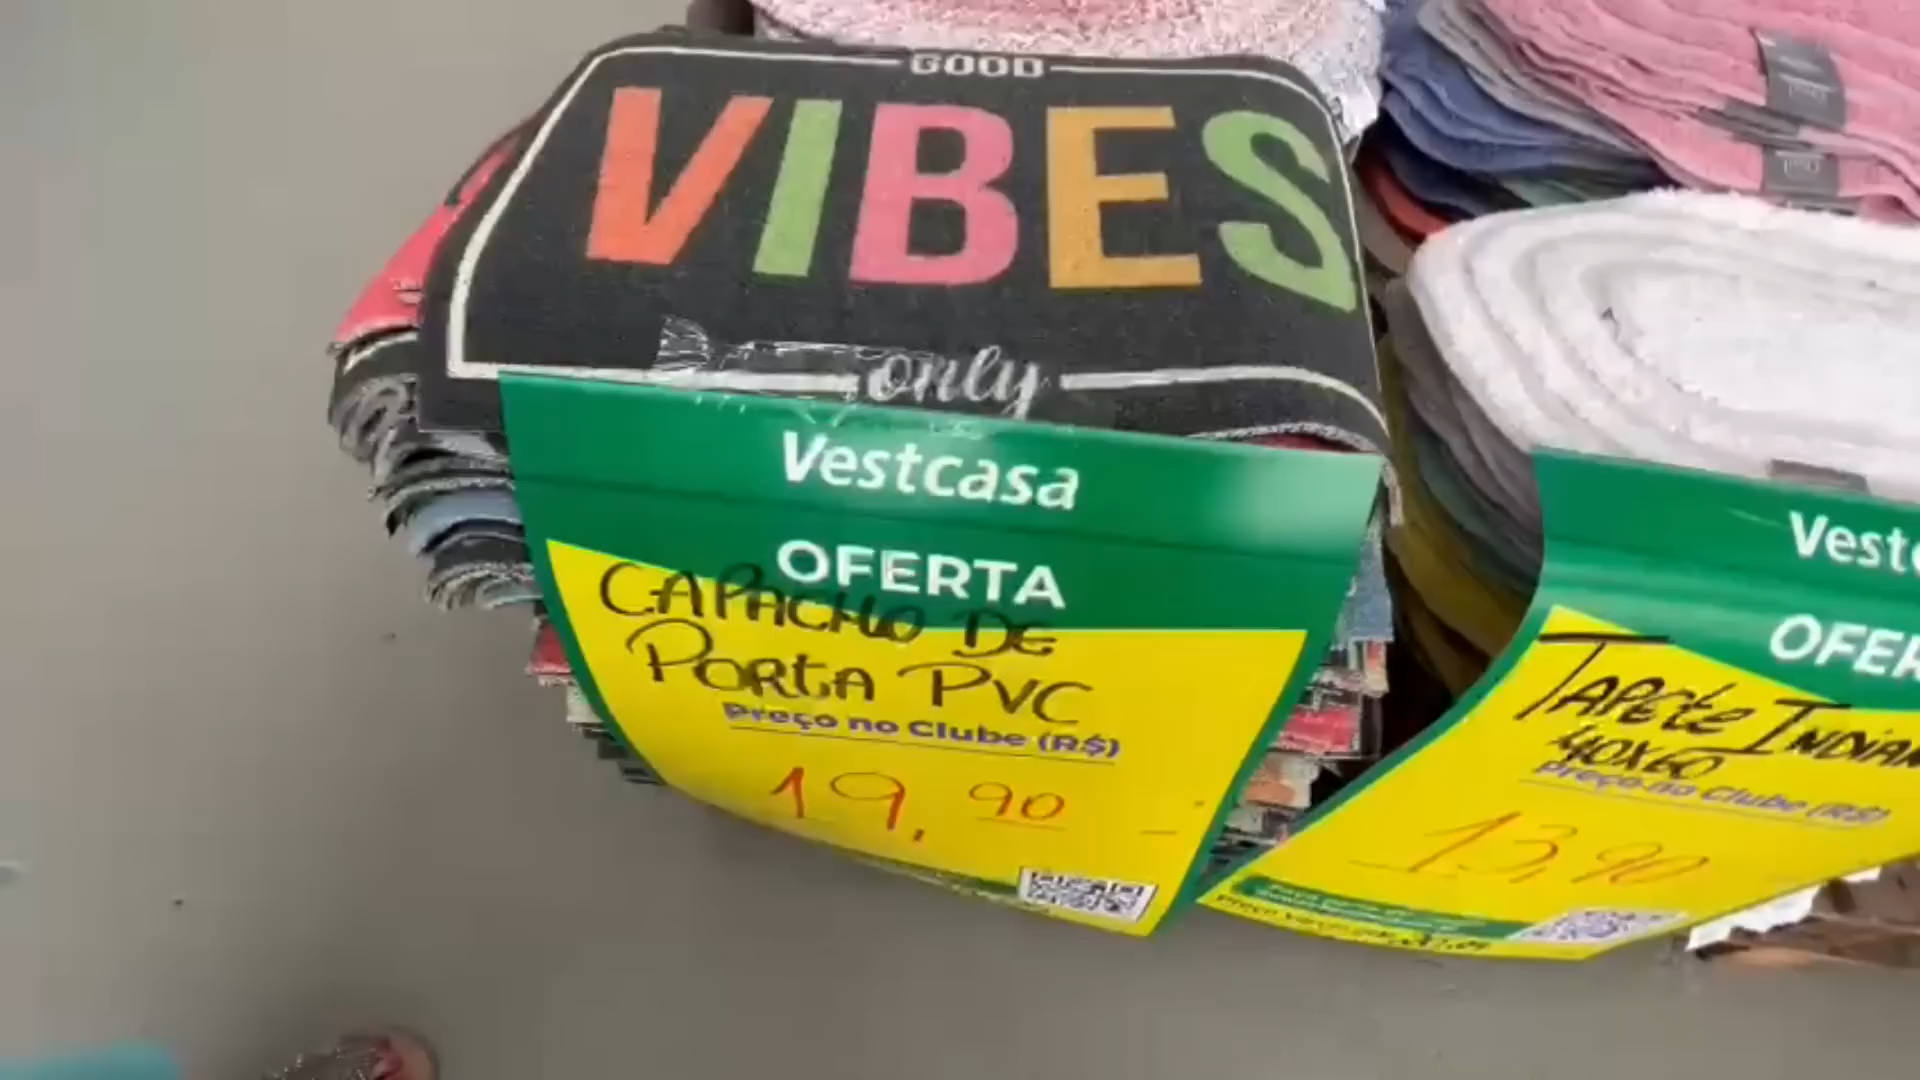 GOOD
VIBES
only
Vestcasa
OFERTA
CAPACHO DE
PORTA PVC
Preço no Clube (R$)
19,90
Vestc
OFER
TAPETE INDIAN
40X60
Preço no Clube (R$)
13,90